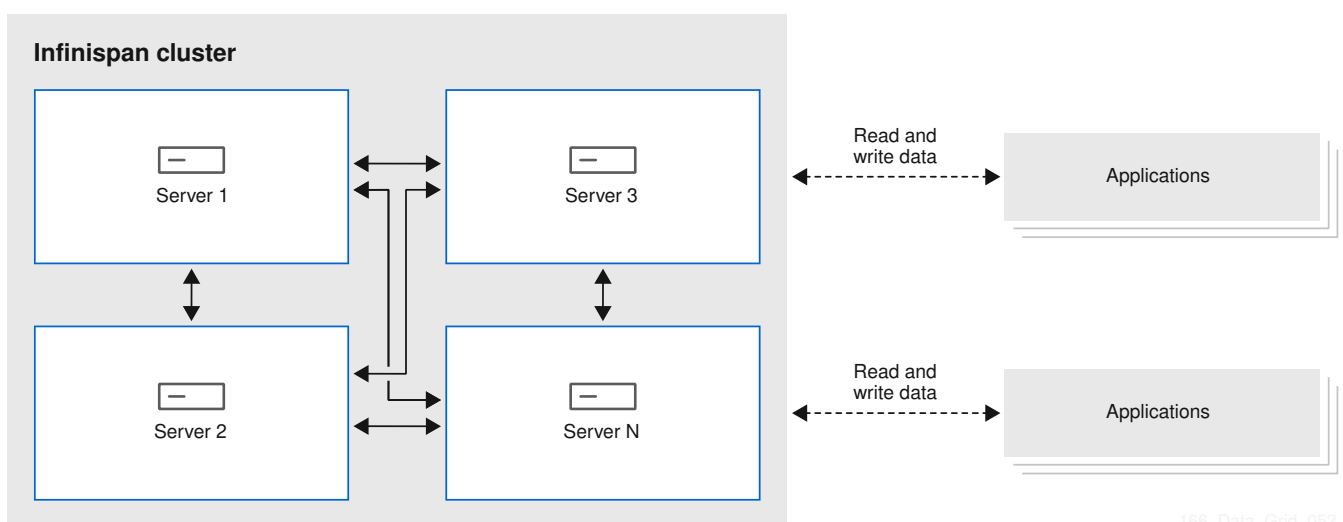 Infinispan cluster
Server 1
Server 3
Read and
write data
Applications
Server 2
Server N
Read and
write data
Applications